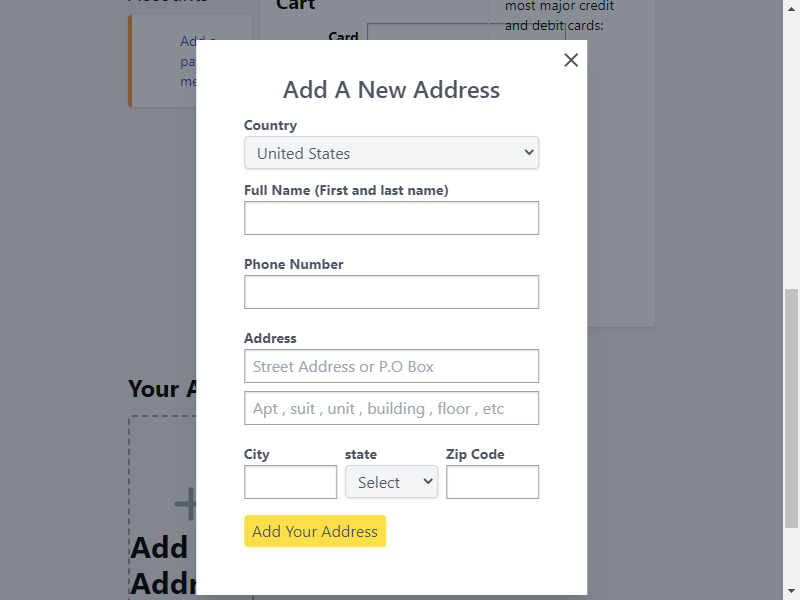 Cart
most major credit
and debit cards:
Card
Add a
pa
me
Add A New Address
Country
United States
Full Name (First and last name)
Phone Number
Address
Street Address or P.O Box
Apt , suit , unit , building , floor , etc
City state Zip Code
Select
Add Your Address
Your A
Add
Addr